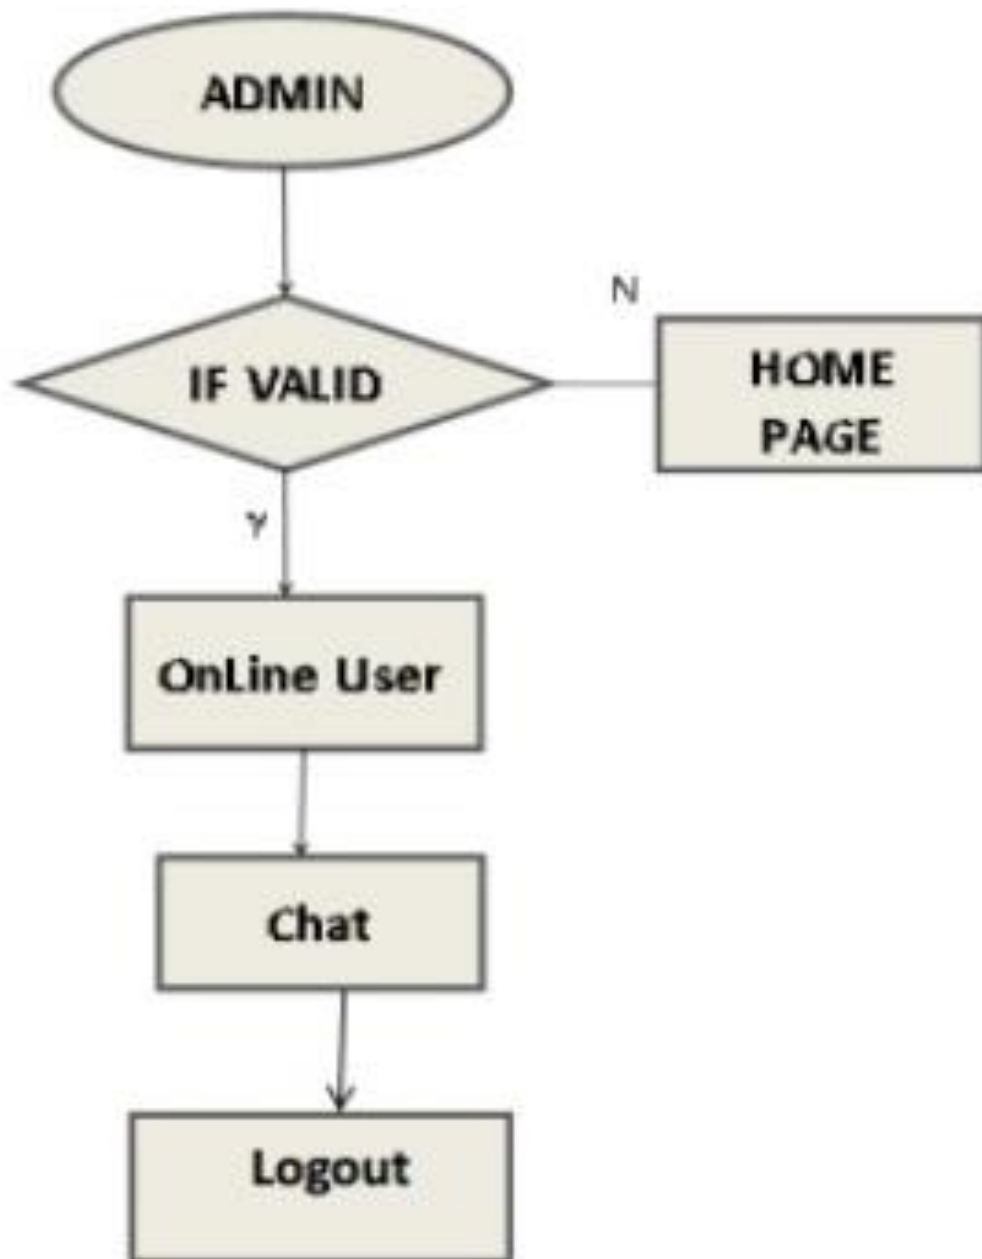 ADMIN
N
IF VALID
HOME
PAGE
Y
OnLine User
Chat
Logout